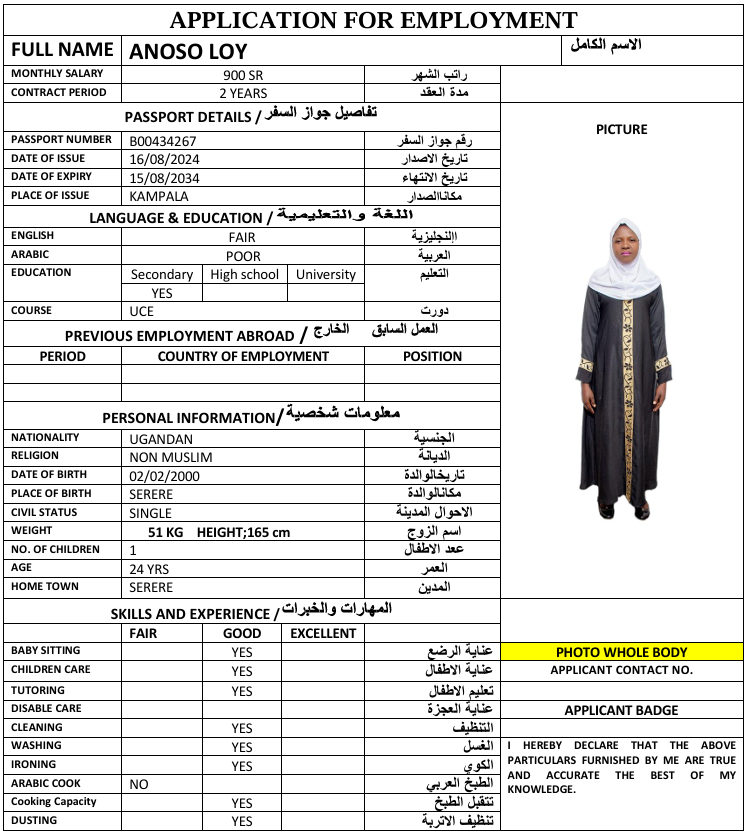 APPLICATION FOR EMPLOYMENT
FULL NAME ANOSO LOY الاسم الكامل
MONTHLY SALARY 900 SR راتب الشهر
CONTRACT PERIOD 2 YEARS مدة العقد
PASSPORT DETAILS / تفاصيل جواز السفر
PICTURE
PASSPORT NUMBER B00434267 رقم جواز السفر
DATE OF ISSUE 16/08/2024 تاريخ الاصدار
DATE OF EXPIRY 15/08/2034 تاريخ الانتهاء
PLACE OF ISSUE KAMPALA مكاناالصدار
LANGUAGE & EDUCATION / اللغة والتعليمية
ENGLISH FAIR اإلنجليزية
ARABIC POOR العربية
EDUCATION Secondary High school University التعليم
YES
COURSE UCE دورت
PREVIOUS EMPLOYMENT ABROAD / العمل السابق الخارج
PERIOD COUNTRY OF EMPLOYMENT POSITION
PERSONAL INFORMATION/ معلومات شخصية
NATIONALITY UGANDAN الجنسية
RELIGION NON MUSLIM الديانة
DATE OF BIRTH 02/02/2000 تاريخالوالدة
PLACE OF BIRTH SERERE مكانالوالدة
CIVIL STATUS SINGLE الاحوال المدينة
WEIGHT 51 KG HEIGHT;165 cm اسم الزوج
NO. OF CHILDREN 1 عدد الاطفال
AGE 24 YRS العمر
HOME TOWN SERERE المدين
SKILLS AND EXPERIENCE / المهارات والخبرات
FAIR GOOD EXCELLENT
BABY SITTING YES عناية الرضع
PHOTO WHOLE BODY
CHILDREN CARE YES عناية الاطفال
APPLICANT CONTACT NO.
TUTORING YES تعليم الاطفال
DISABLE CARE عناية العجزة
APPLICANT BADGE
CLEANING YES التنظيف
WASHING YES الغسل
IRONING YES الكوي
ARABIC COOK NO الطبخ العربي
Cooking Capacity YES تتقبل الطبخ
DUSTING YES تنظيف الاتربة
I HEREBY DECLARE THAT THE ABOVE
PARTICULARS FURNISHED BY ME ARE TRUE
AND ACCURATE THE BEST OF MY
KNOWLEDGE.